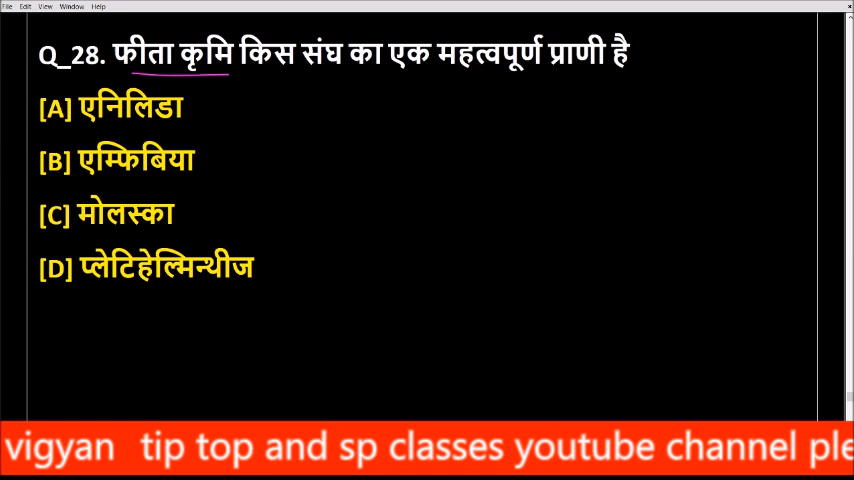 File Edit View Window Help
Q_28. फीता कृमि किस संघ का एक महत्वपूर्ण प्राणी है
[A] एनिलिडा
[B] एम्फिबिया
[C] मोलस्का
[D] प्लेटिहेल्मिन्थीज
vigyan tip top and sp classes youtube channel ple